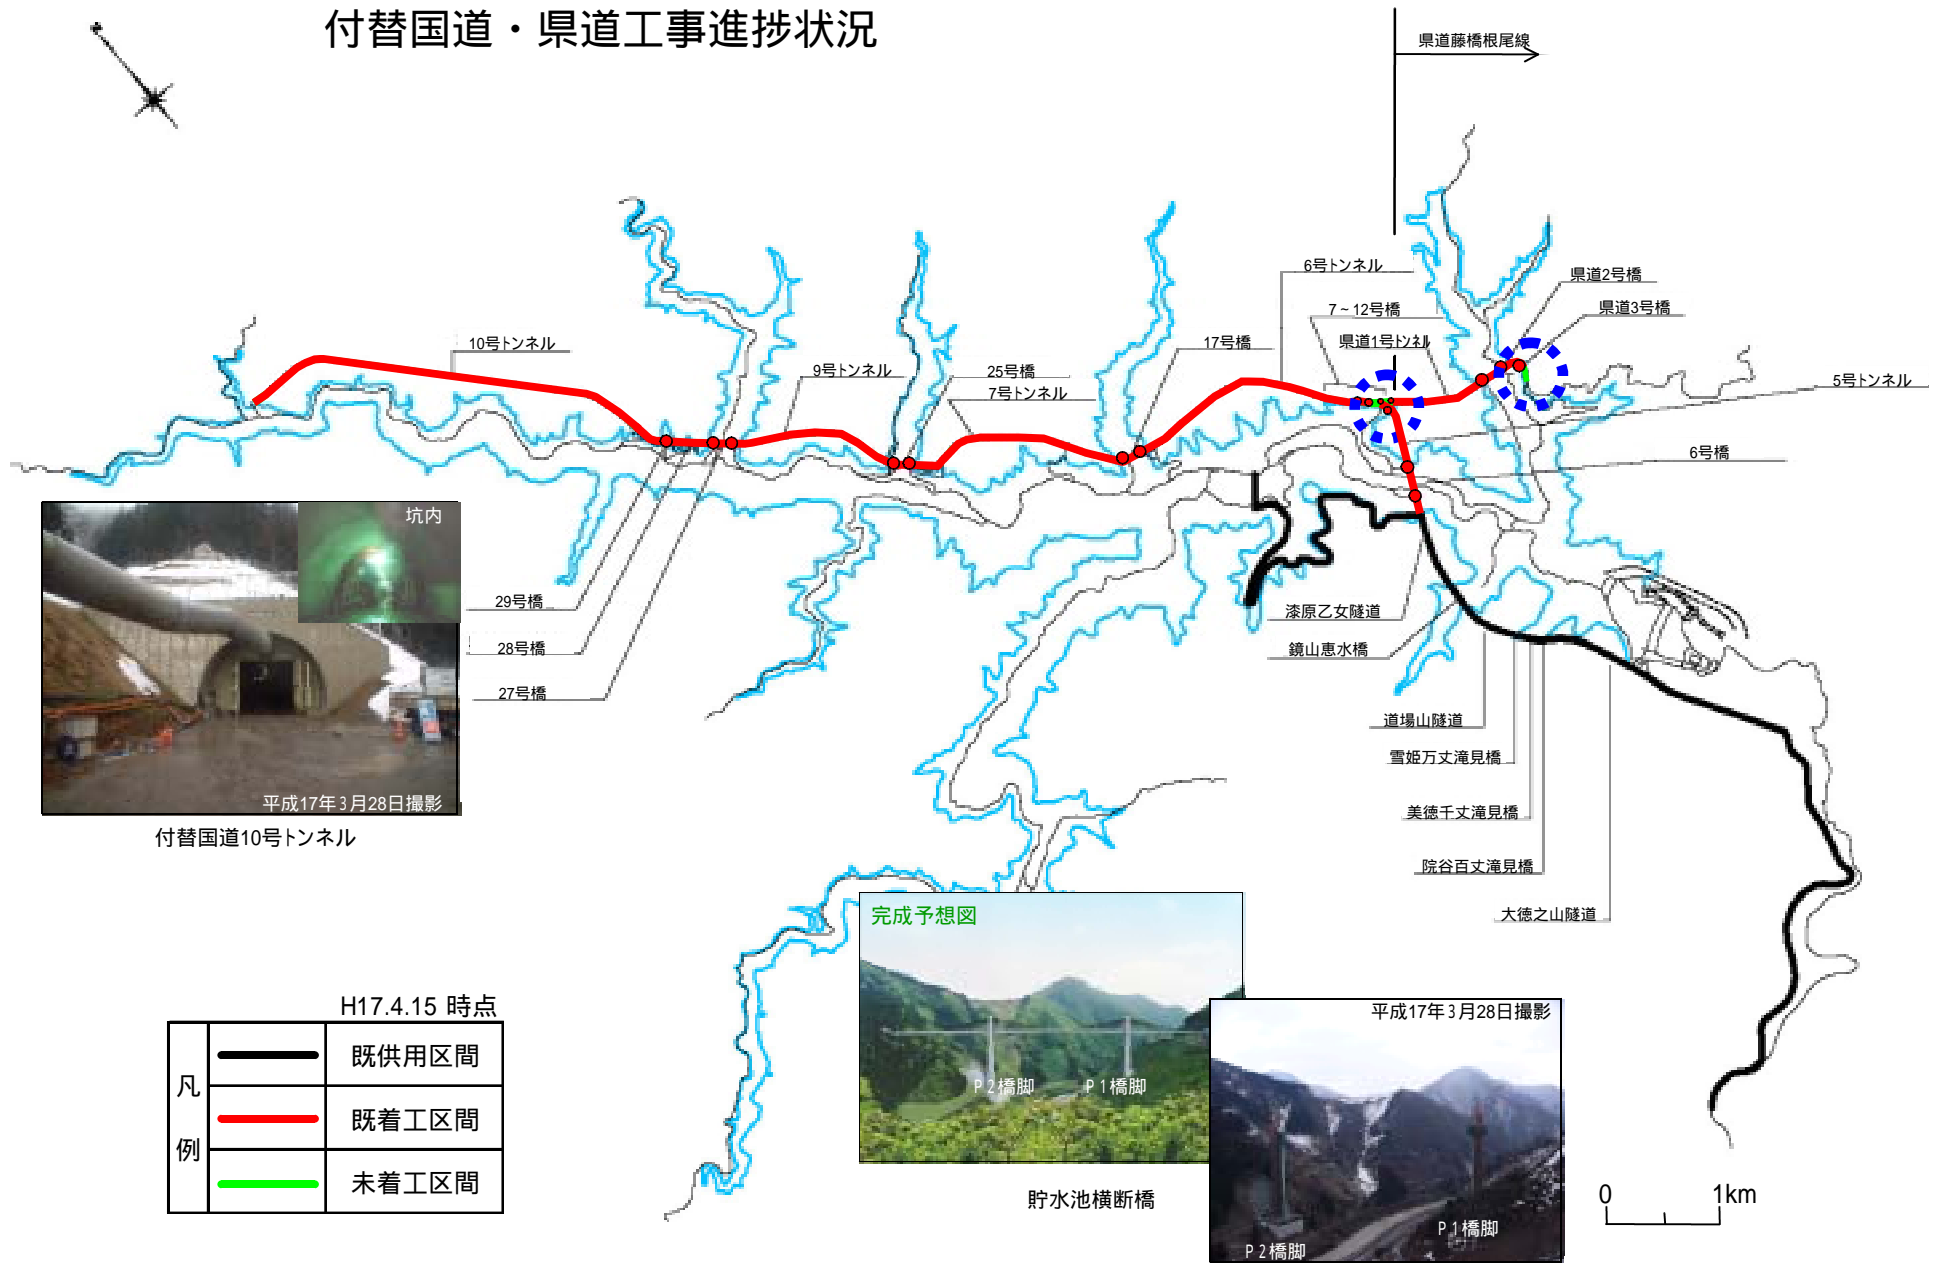 付替国道・県道工事進捗状況
県道藤橋根尾線
6号トンネル
県道2号橋
県道3号橋
7~12号橋
県道1号トンネル
17号橋
10号トンネル
9号トンネル
25号橋
7号トンネル
5号トンネル
6号橋
坑内
平成17年3月28日撮影
付替国道10号トンネル
29号橋
28号橋
27号橋
漆原乙女隧道
鏡山恵水橋
道場山隧道
雪姫万丈滝見橋
美徳千丈滝見橋
院谷百丈滝見橋
大徳之山隧道
完成予想図
P2橋脚
P1橋脚
貯水池横断橋
平成17年3月28日撮影
P1橋脚
P2橋脚
H17.4.15 時点
凡例
既供用区間
既着工区間
未着工区間
0 1km